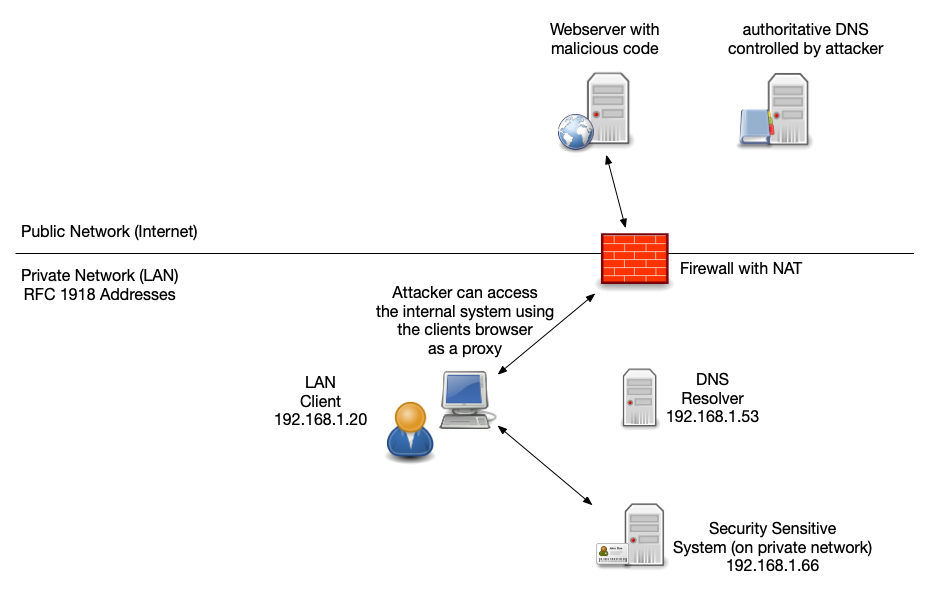 Webserver with
malicious code
authoritative DNS
controlled by attacker
Public Network (Internet)
Private Network (LAN)
RFC 1918 Addresses
Firewall with NAT
Attacker can access
the internal system using
the clients browser
as a proxy
LAN
Client
192.168.1.20
DNS
Resolver
192.168.1.53
Security Sensitive
System (on private network)
192.168.1.66